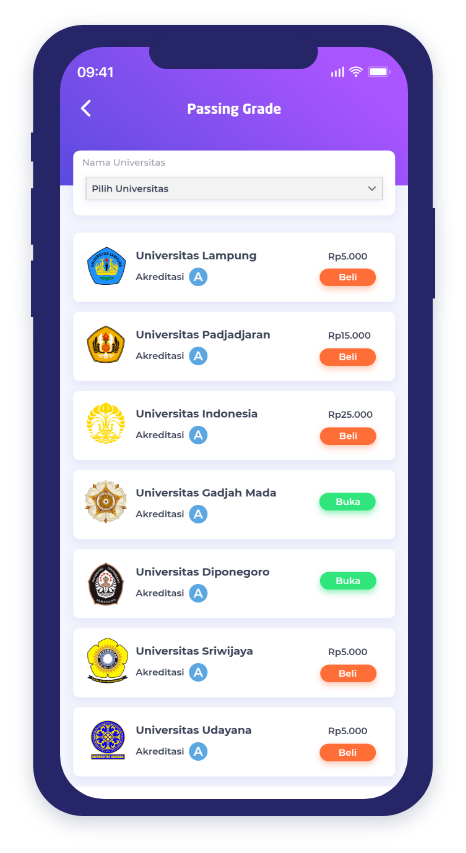 09:41
Passing Grade
Nama Universitas
Pilih Universitas
Universitas Lampung
Rp5.000
Akreditasi A
Beli
Universitas Padjadjaran
Rp15.000
Akreditasi A
Beli
Universitas Indonesia
Rp25.000
Akreditasi A
Beli
Universitas Gadjah Mada
Akreditasi A
Buka
Universitas Diponegoro
Akreditasi A
Buka
Universitas Sriwijaya
Rp5.000
Akreditasi A
Beli
Universitas Udayana
Rp5.000
Akreditasi A
Beli